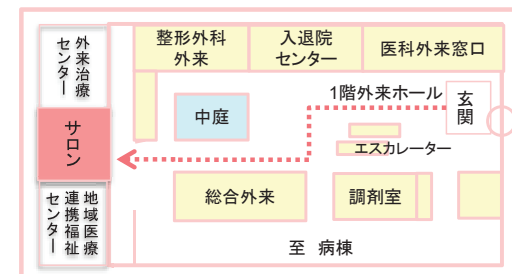 外来治療
センター
整形外科
外来
入退院
センター
医科外来窓口
中庭
1階外来ホール
玄関
サロン
エスカレーター
地域医療
連携福祉
センター
総合外来
調剤室
至 病棟